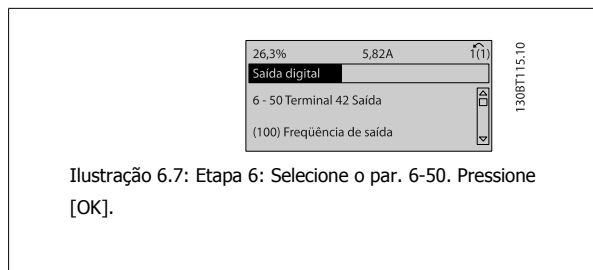 26,3% 5,82A 1(1)
Saída digital
6 - 50 Terminal 42 Saída
(100) Freqüência de saída
130BT115.10
Ilustração 6.7: Etapa 6: Selecione o par. 6-50. Pressione
[OK].